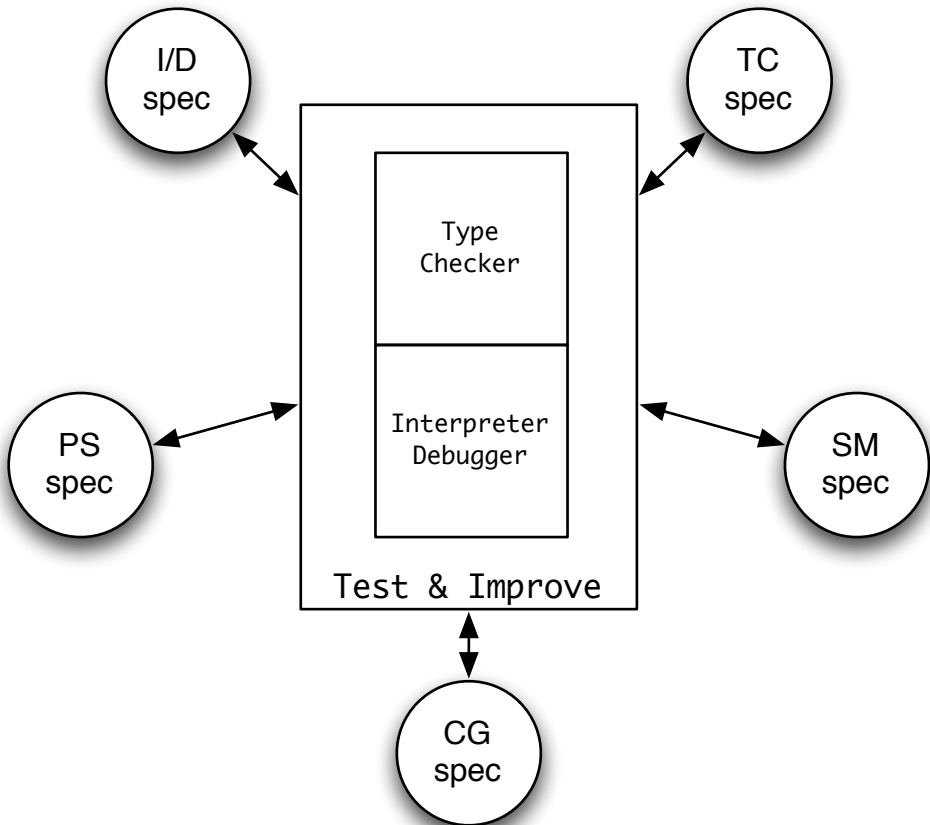 I/D
spec
TC
spec
Type
Checker
Interpreter
Debugger
PS
spec
SM
spec
Test & Improve
CG
spec